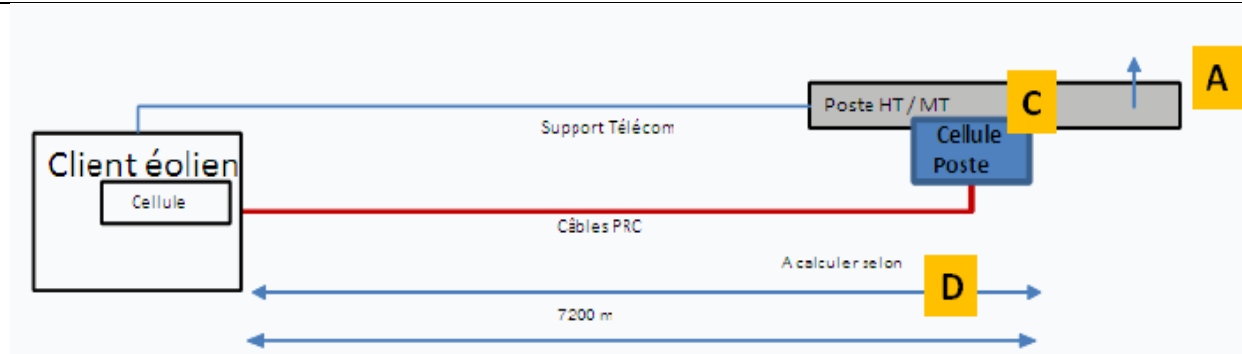 A
Poste HT / MT
C
Support Télécom
Cellule
Poste
Client éolien
Cellule
Câbles PRC
A calculer selon
D
7200 m